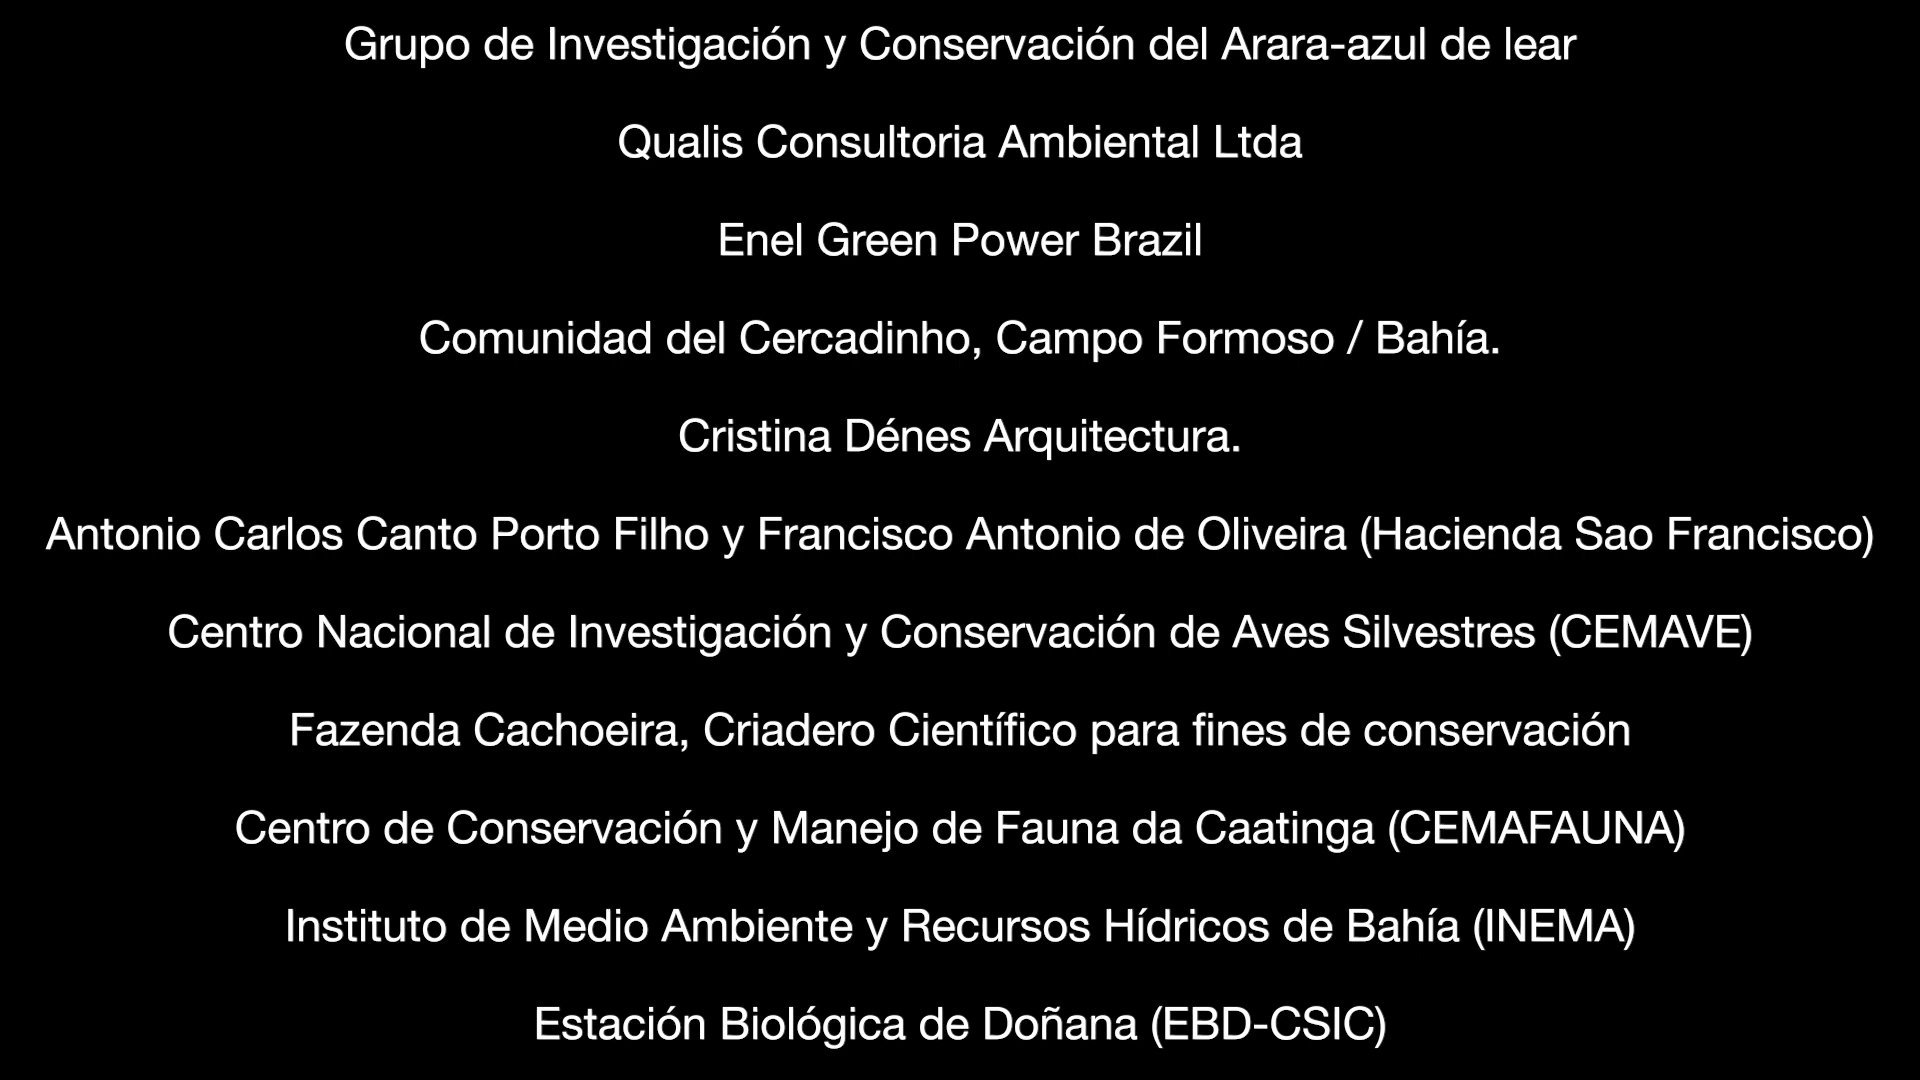 Grupo de Investigación y Conservación del Arara-azul de lear
Qualis Consultoria Ambiental Ltda
Enel Green Power Brazil
Comunidad del Cercadinho, Campo Formoso / Bahía.
Cristina Dénes Arquitectura.
Antonio Carlos Canto Porto Filho y Francisco Antonio de Oliveira (Hacienda Sao Francisco)
Centro Nacional de Investigación y Conservación de Aves Silvestres (CEMAVE)
Fazenda Cachoeira, Criadero Científico para fines de conservación
Centro de Conservación y Manejo de Fauna da Caatinga (CEMAFAUNA)
Instituto de Medio Ambiente y Recursos Hídricos de Bahía (INEMA)
Estación Biológica de Doñana (EBD-CSIC)